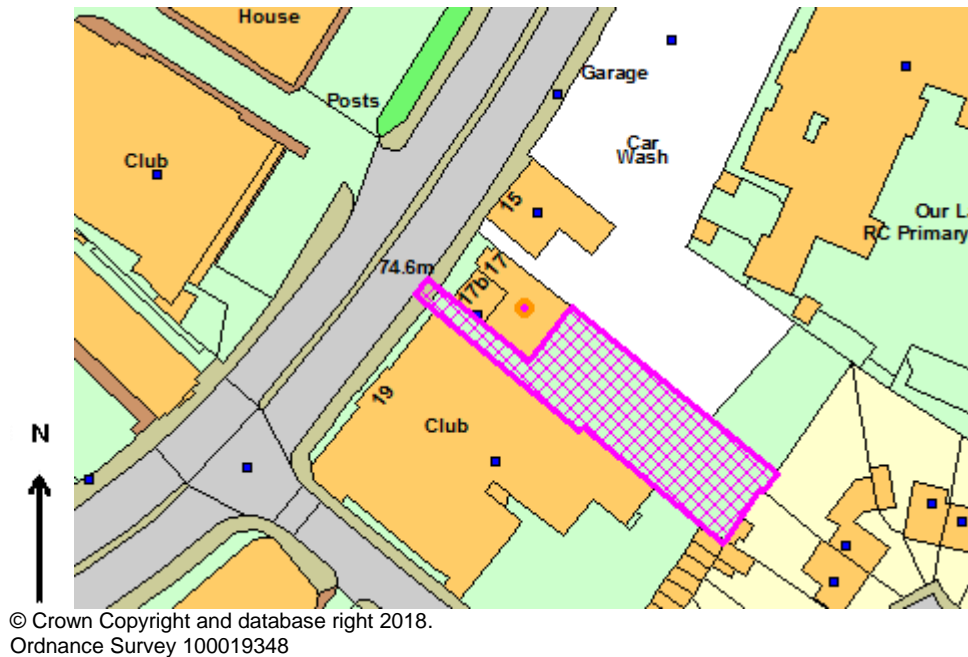 House
Posts
Club
Garage
Car
Wash
15
Our L
RC Primary
74.6m
17b
17
19
Club
N
© Crown Copyright and database right 2018.
Ordnance Survey 100019348